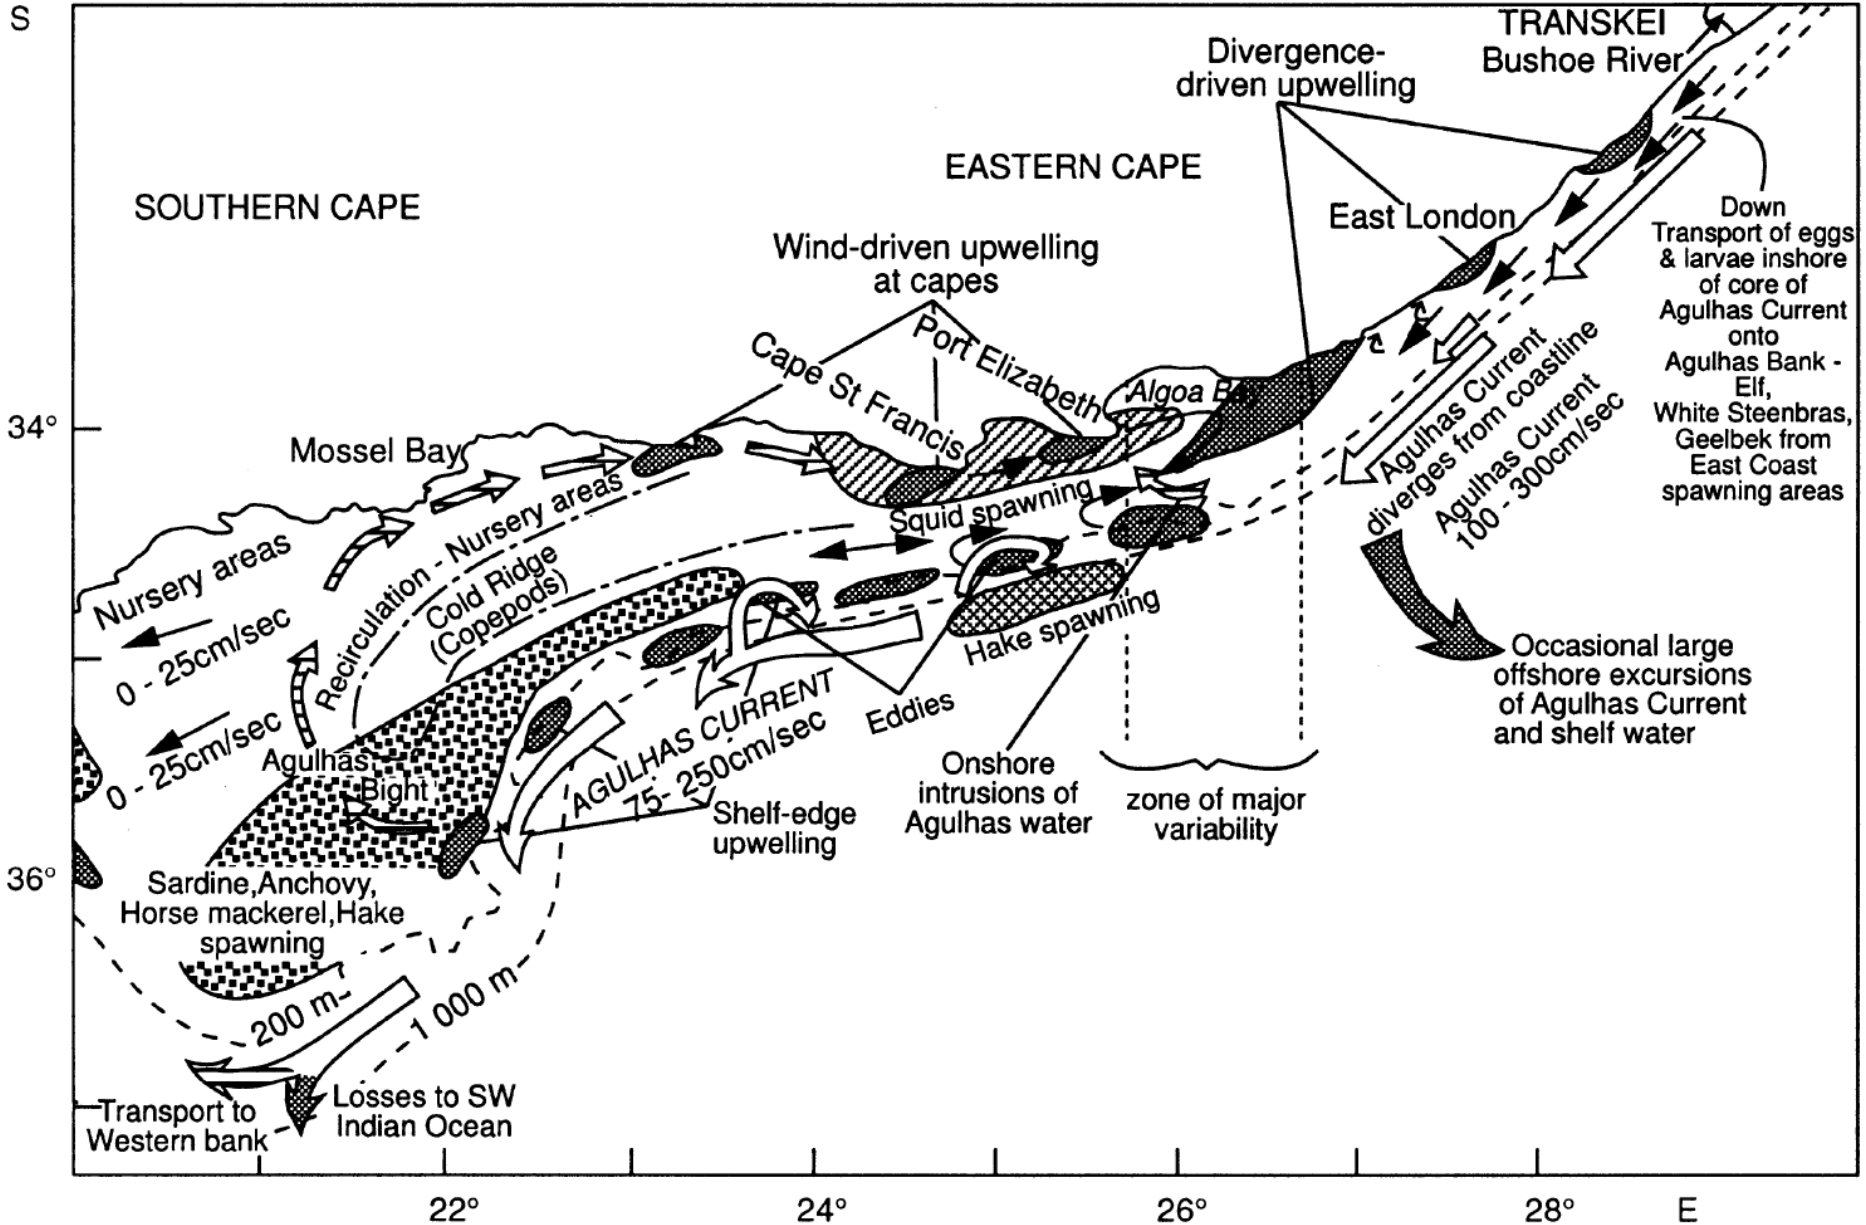 S
TRANSKEI
Bushoe River
Divergence-
driven upwelling
EASTERN CAPE
SOUTHERN CAPE
East London
Down
Transport of eggs
& larvae inshore
of core of
Agulhas Current
onto
Agulhas Bank -
Elf,
White Steenbras,
Geelbek from
East Coast
spawning areas
Wind-driven upwelling
at capes
Port Elizabeth
Cape St Francis
Algoa B
34°
Mossel Bay
Agulhas Current
diverges from coastline
Agulhas Current
100 - 300cm/sec
Squid spawning
Nursery areas
0 - 25cm/sec
Recirculation - Nursery areas
Cold Ridge
(Copepods)
Hake spawning
Occasional large
offshore excursions
of Agulhas Current
and shelf water
0 - 25cm/sec
Agulhas
Bight
AGULHAS CURRENT
75- 250cm/sec
Eddies
Shelf-edge
upwelling
Onshore
intrusions of
Agulhas water
zone of major
variability
36°
Sardine,Anchovy,
Horse mackerel,Hake
spawning
200 m
1 000 m
Transport to
Western bank
Losses to SW
Indian Ocean
22°
24°
26°
28°
E